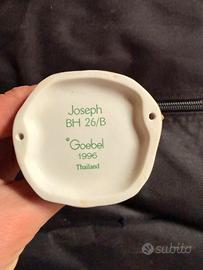 Joseph
BH 26/B
©Goebel
1996
Thailand
subito